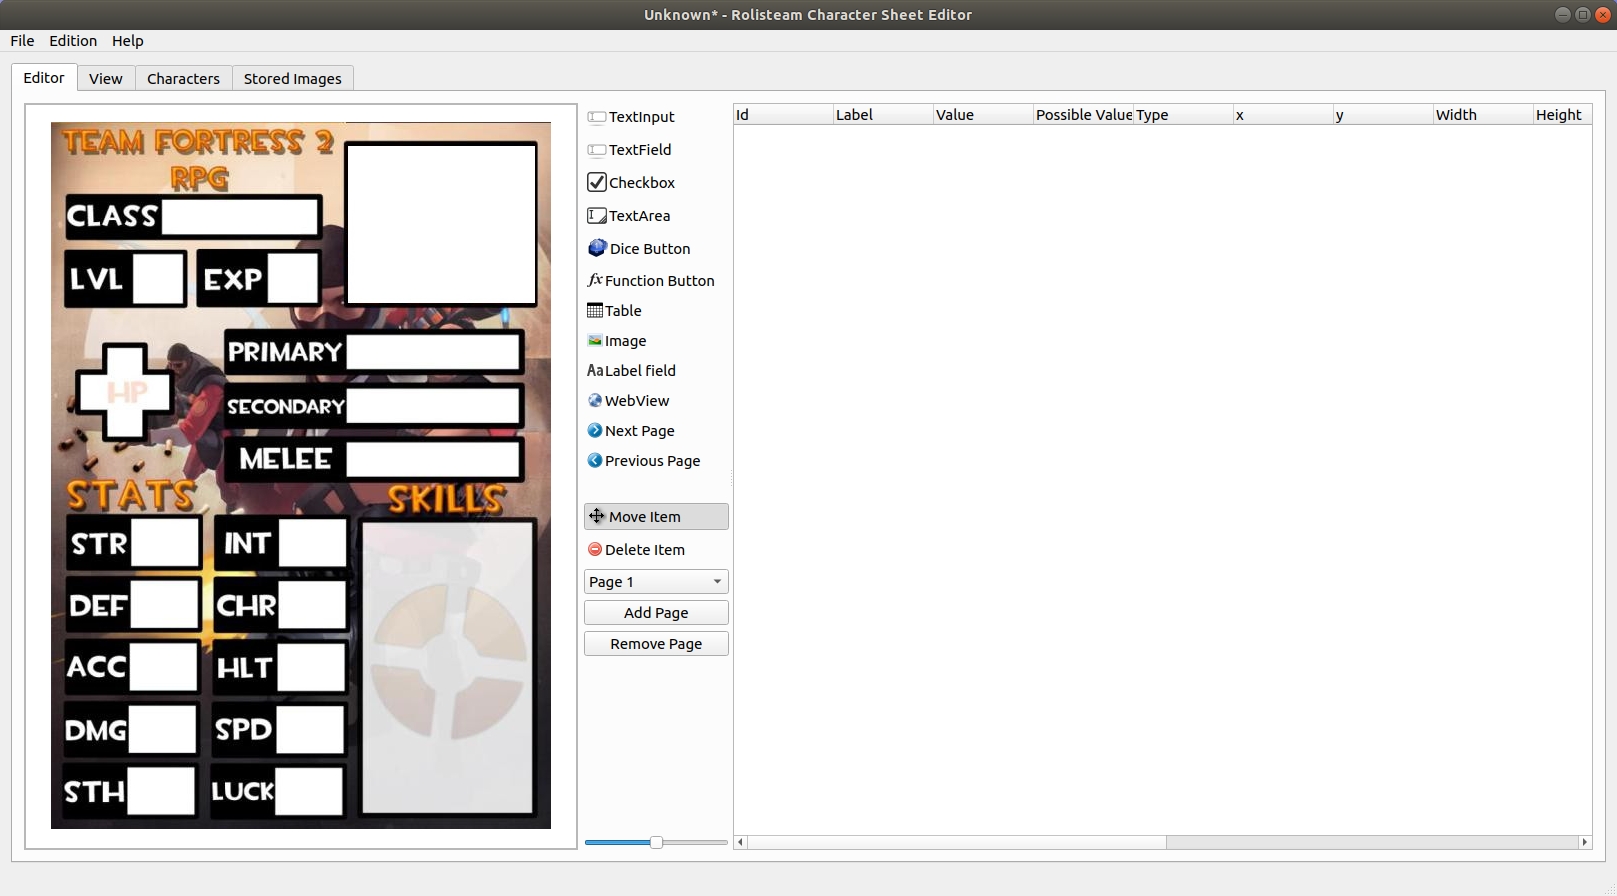 Unknown* - Rolisteam Character Sheet Editor
File Edition Help
Editor View Characters Stored Images
TEAM FORTRESS 2
RPG
CLASS
LVL EXP
HP
PRIMARY
SECONDARY
MELEE
STATS
SKILLS
STR INT
DEF CHR
ACC HLT
DMG SPD
STH LUCK
TextInput
TextField
Checkbox
TextArea
Dice Button
fx Function Button
Table
Image
Aa Label field
WebView
Next Page
Previous Page
Move Item
Delete Item
Page 1
Add Page
Remove Page
Id Label Value Possible Value Type x y Width Height